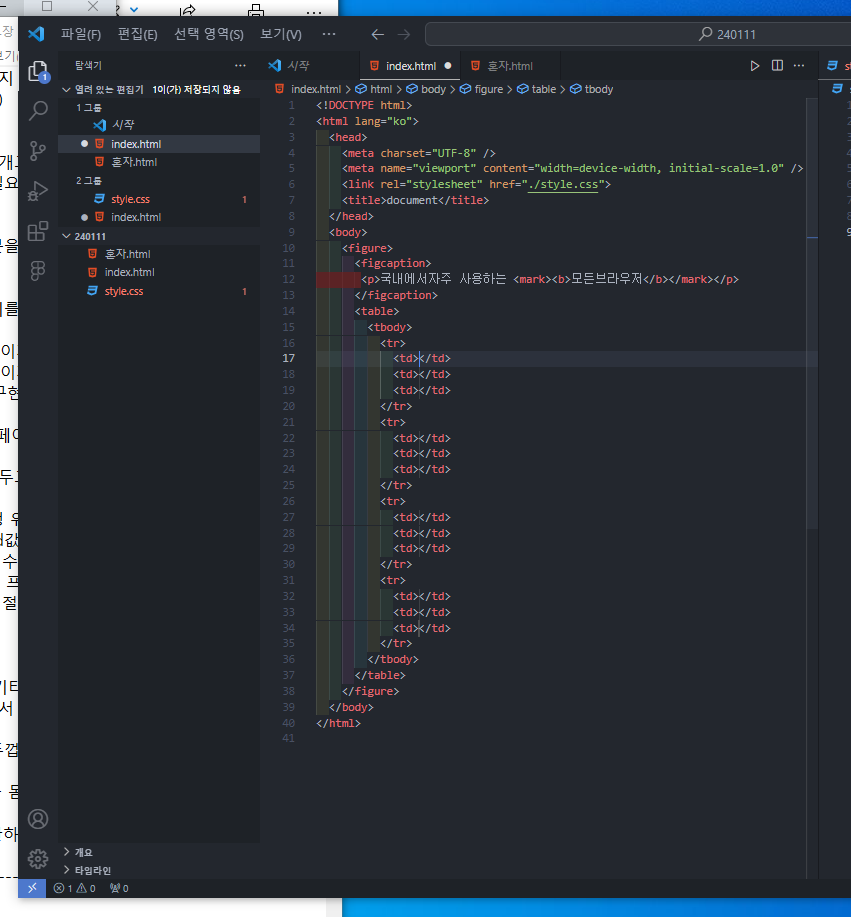 파일(F) 편집(E) 선택 영역(S) 보기(V) ··· 240111
탐색기 ···
시작 index.html 혼자.html
index.html > html > body > figure > table > tbody
열려 있는 편집기 1이(가) 저장되지 않음
1 그룹
시작
index.html
혼자.html
2 그룹
style.css 1
index.html
240111
혼자.html
index.html
style.css 1
1 <!DOCTYPE html>
2 <html lang="ko">
3 <head>
4 <meta charset="UTF-8" />
5 <meta name="viewport" content="width=device-width, initial-scale=1.0" />
6 <link rel="stylesheet" href="./style.css">
7 <title>document</title>
8 </head>
9 <body>
10 <figure>
11 <figcaption>
12 <p>국내에서자주 사용하는 <mark><b>모든브라우저</b></mark></p>
13 </figcaption>
14 <table>
15 <tbody>
16 <tr>
17 <td></td>
18 <td></td>
19 <td></td>
20 </tr>
21 <tr>
22 <td></td>
23 <td></td>
24 <td></td>
25 </tr>
26 <tr>
27 <td></td>
28 <td></td>
29 <td></td>
30 </tr>
31 <tr>
32 <td></td>
33 <td></td>
34 <td></td>
35 </tr>
36 </tbody>
37 </table>
38 </figure>
39 </body>
40 </html>
41
개요
타임라인
1 0 0